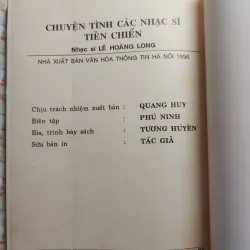 CHUYỆN TÌNH CÁC NHẠC SĨ
TIỀN CHIẾN
Nhạc sĩ LÊ HOÀNG LONG
NHÀ XUẤT BẢN VĂN HÓA THÔNG TIN HÀ NỘI 1996
Chịu trách nhiệm xuất bản : QUANG HUY
Biên tập : PHÚ NINH
Bìa, trình bày sách : TƯƠNG HUYỀN
Sửa bản in : TÁC GIẢ